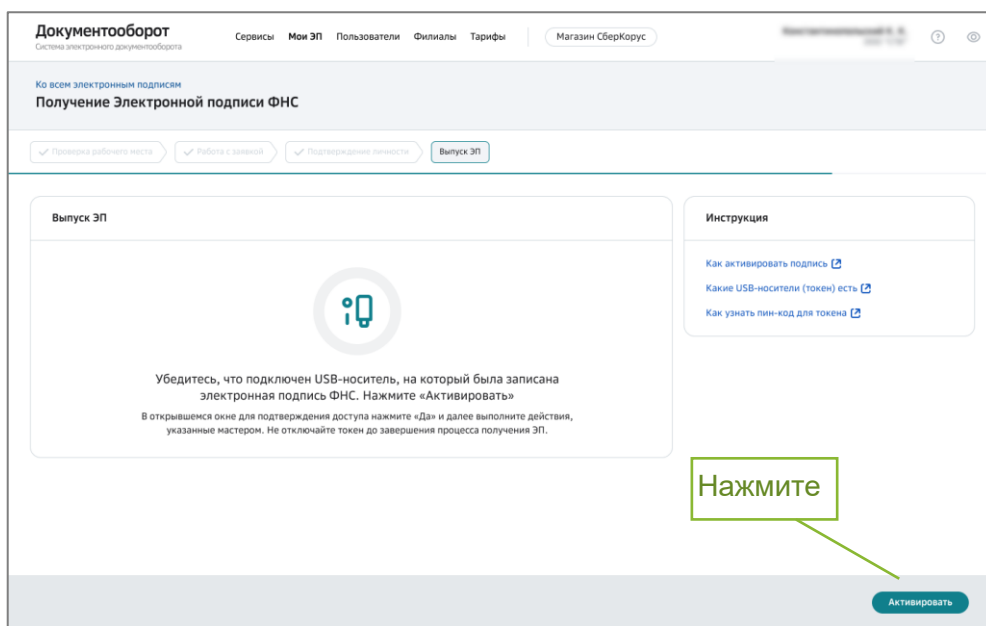 Документооборот
Система электронного документооборота
Сервисы Мои ЭП Пользователи Филиалы Тарифы Магазин СберКорус
Ко всем электронным подписям
Получение Электронной подписи ФНС
Проверка рабочего места Работа с заявкой Подтверждение личности Выпуск ЭП
Выпуск ЭП
Убедитесь, что подключен USB-носитель, на который была записана
электронная подпись ФНС. Нажмите «Активировать»
В открывшемся окне для подтверждения доступа нажмите «Да» и далее выполните действия,
указанные мастером. Не отключайте токен до завершения процесса получения ЭП.
Инструкция
Как активировать подпись
Какие USB-носители (токен) есть
Как узнать пин-код для токена
Нажмите
Активировать